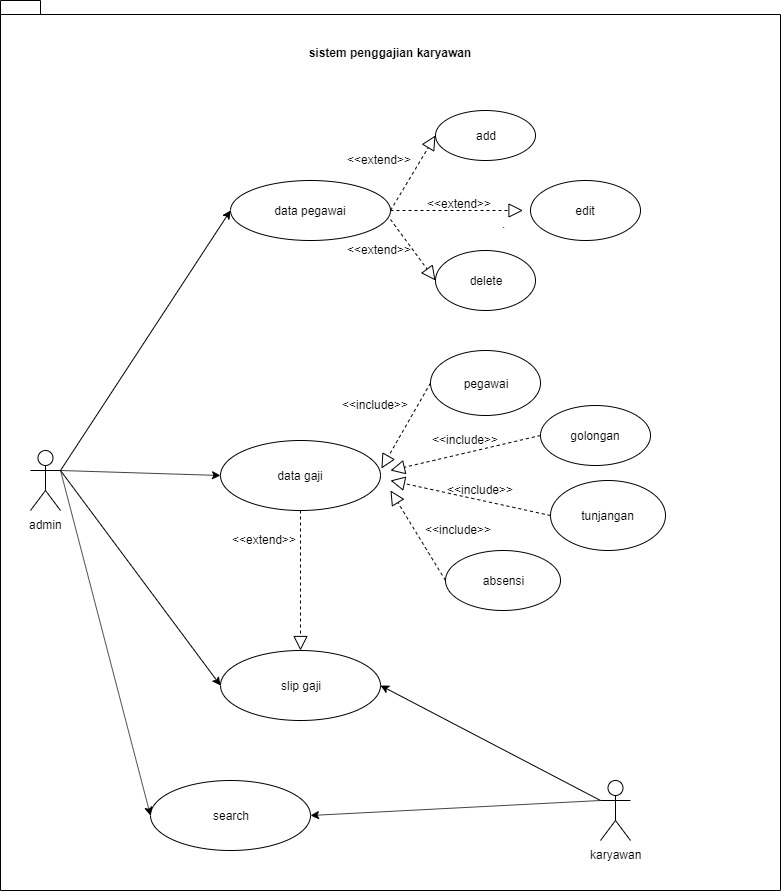 sistem penggajian karyawan
add
<<extend>>
data pegawai
<<extend>>
edit
<<extend>>
delete
pegawai
<<include>>
golongan
<<include>>
data gaji
<<include>>
tunjangan
admin
<<include>>
<<extend>>
absensi
slip gaji
search
karyawan